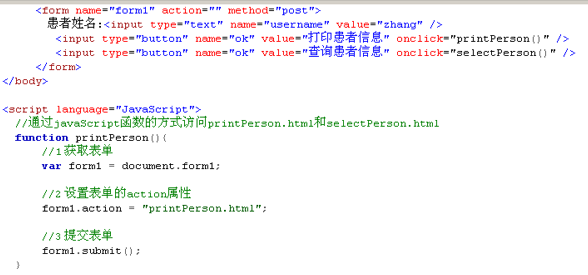 <form name="form1" action="" method="post">
患者姓名:<input type="text" name="username" value="zhang" />
<input type="button" name="ok" value="打印患者信息" onclick="printPerson()" />
<input type="button" name="ok" value="查询患者信息" onclick="selectPerson()" />
</form>
</body>
<script language="JavaScript">
//通过javaScript函数的方式访问printPerson.html和selectPerson.html
function printPerson(){
//1获取表单
var form1 = document.form1;
//2 设置表单的action属性
form1.action = "printPerson.html";
//3提交表单
form1.submit();
}